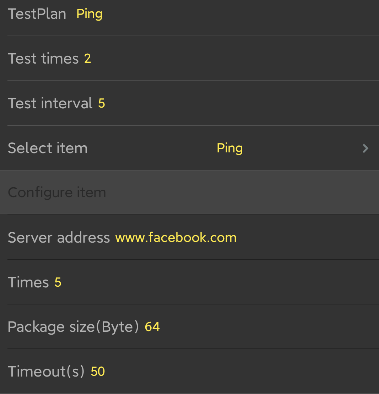 TestPlan Ping
Test times 2
Test interval 5
Select item Ping
Configure item
Server address www.facebook.com
Times 5
Package size(Byte) 64
Timeout(s) 50